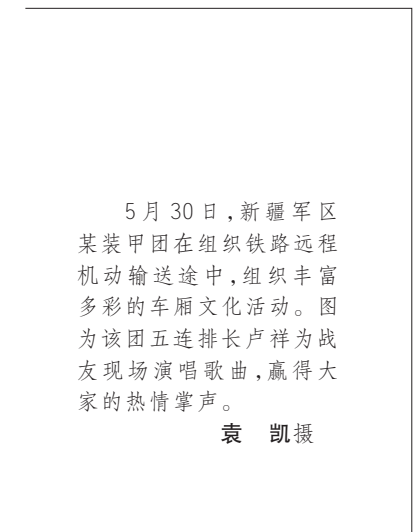 5月30日，新疆军区
某装甲团在组织铁路远程
机动输送途中，组织丰富
多彩的车厢文化活动。图
为该团五连排长卢祥为战
友现场演唱歌曲，赢得大
家的热情掌声。
袁　凯摄